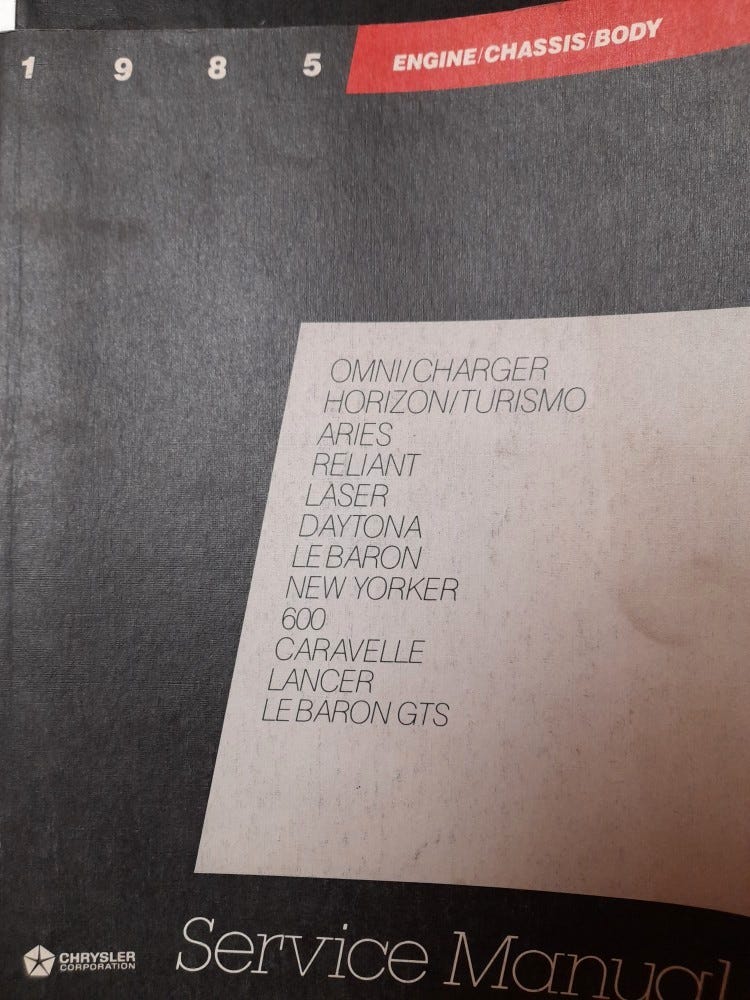 1 9 8 5 ENGINE/CHASSIS/BODY
OMNI/CHARGER
HORIZON/TURISMO
ARIES
RELIANT
LASER
DAYTONA
LE BARON
NEW YORKER
600
CARAVELLE
LANCER
LE BARON GTS
CHRYSLER
CORPORATION
Service Manual